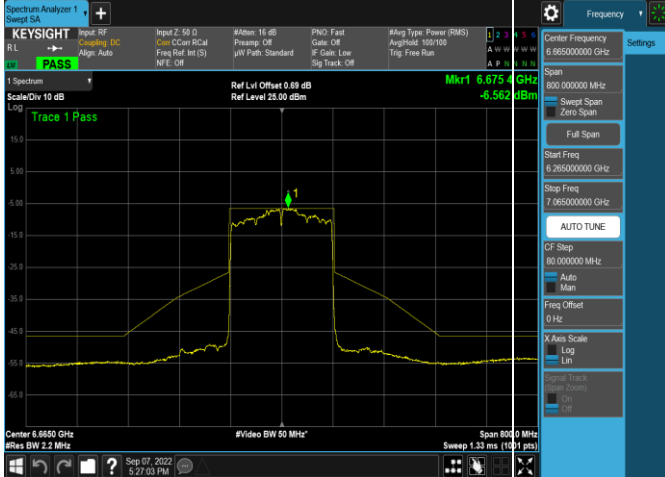 Spectrum Analyzer 1
Swept SA
+
KEYSIGHT
RL
LV
PASS
Input: RF
Coupling: DC
Align: Auto
Input Z: 50 Ω
Corr CCorr RCal
Freq Ref: Int (S)
NFE: Off
#Atten: 16 dB
Preamp: Off
µW Path: Standard
PNO: Fast
Gate: Off
IF Gain: Low
Sig Track: Off
#Avg Type: Power (RMS)
Avg|Hold: 100/100
Trig: Free Run
1 2 3 4 5 6
A W W W W W
A P N N N N
1 Spectrum
Scale/Div 10 dB
Ref Lvl Offset 0.69 dB
Ref Level 25.00 dBm
Mkr1 6.675 4 GHz
-6.562 dBm
Log
Trace 1 Pass
15.0
5.00
-5.00
-15.0
-25.0
-35.0
-45.0
-55.0
-65.0
1
Center 6.6650 GHz
#Res BW 2.2 MHz
#Video BW 50 MHz*
Span 800.0 MHz
Sweep 1.33 ms (1001 pts)
?
Sep 07, 2022
5:27:03 PM
Frequency
Settings
Center Frequency
6.665000000 GHz
Span
800.000000 MHz
Swept Span
Zero Span
Full Span
Start Freq
6.265000000 GHz
Stop Freq
7.065000000 GHz
AUTO TUNE
CF Step
80.000000 MHz
Auto
Man
Freq Offset
0 Hz
X Axis Scale
Log
Lin
Signal Track
(Span Zoom)
On
Off